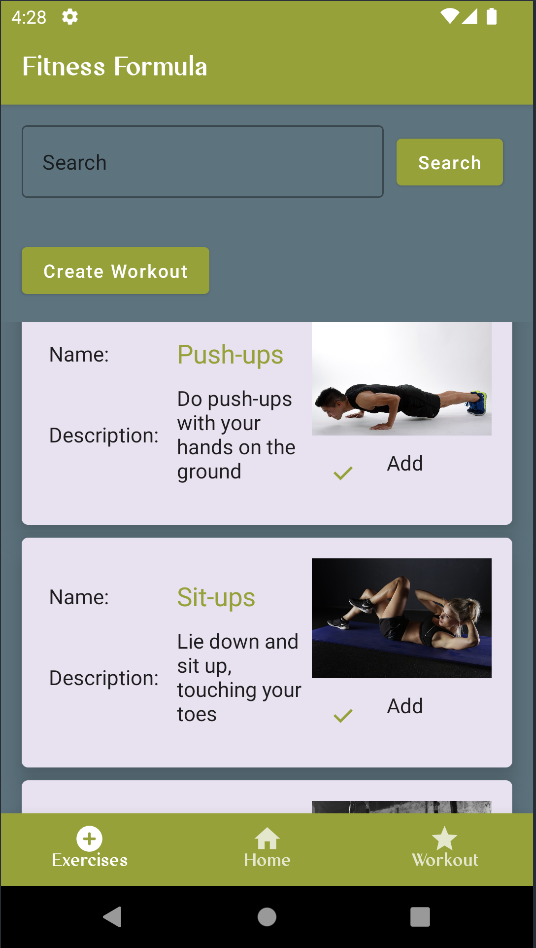 4:28
Fitness Formula
Search
Search
Create Workout
Name:
Push-ups
Description:
Do push-ups
with your
hands on the
ground
Add
Name:
Sit-ups
Description:
Lie down and
sit up,
touching your
toes
Add
Exercises
Home
Workout